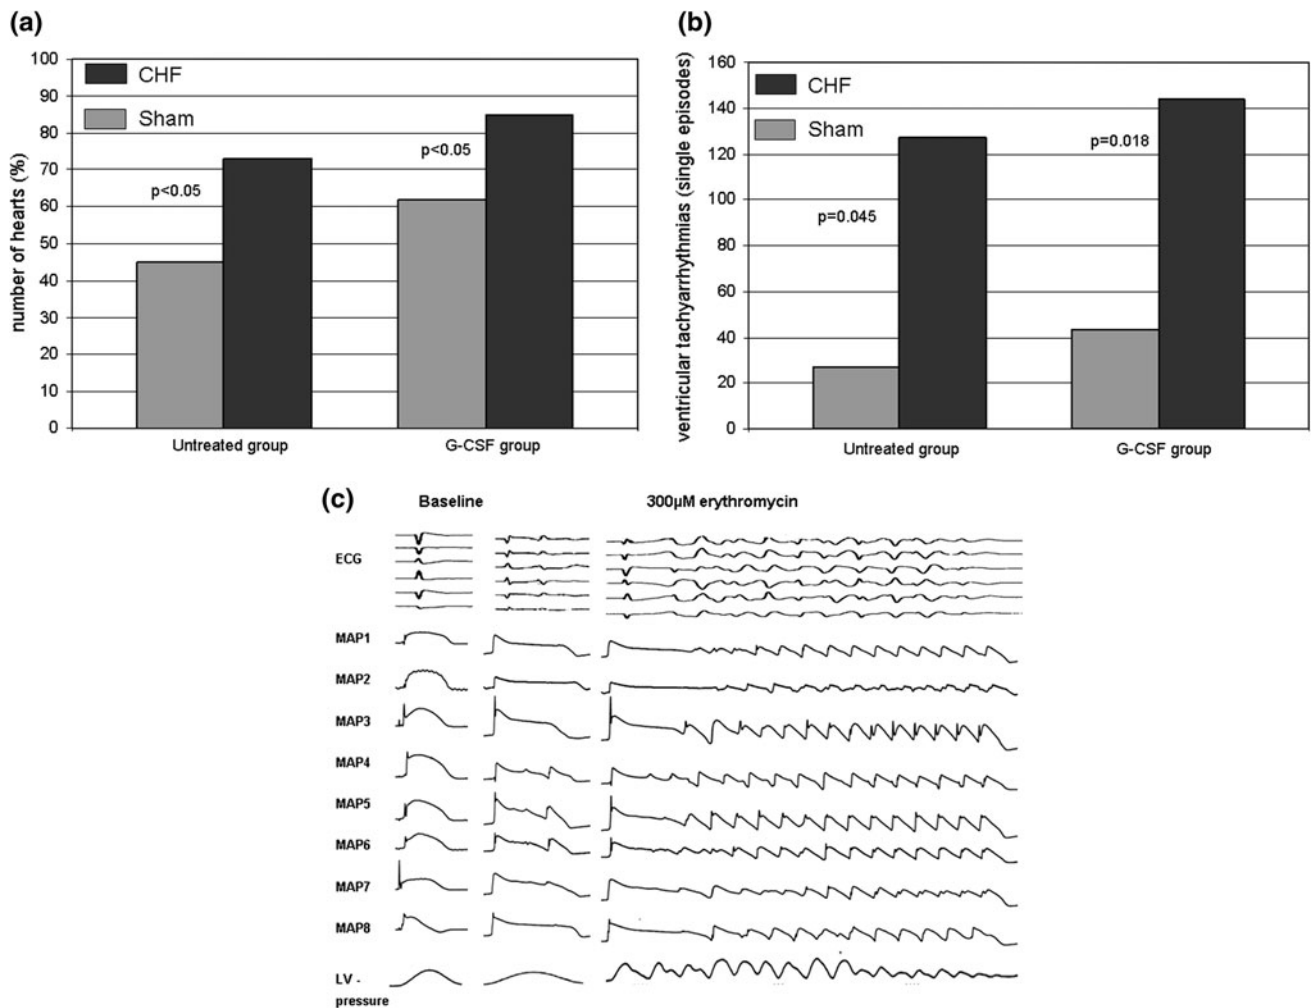 (a)
number of hearts (%)
100
90
80
70
60
50
40
30
20
10
0
CHF
Sham
p<0.05
p<0.05
Untreated group
G-CSF group
(b)
ventricular tachyarrhythmias (single episodes)
160
140
120
100
80
60
40
20
0
CHF
Sham
p=0.045
p=0.018
Untreated group
G-CSF group
(c)
Baseline
300µM erythromycin
ECG
MAP1
MAP2
MAP3
MAP4
MAP5
MAP6
MAP7
MAP8
LV -
pressure